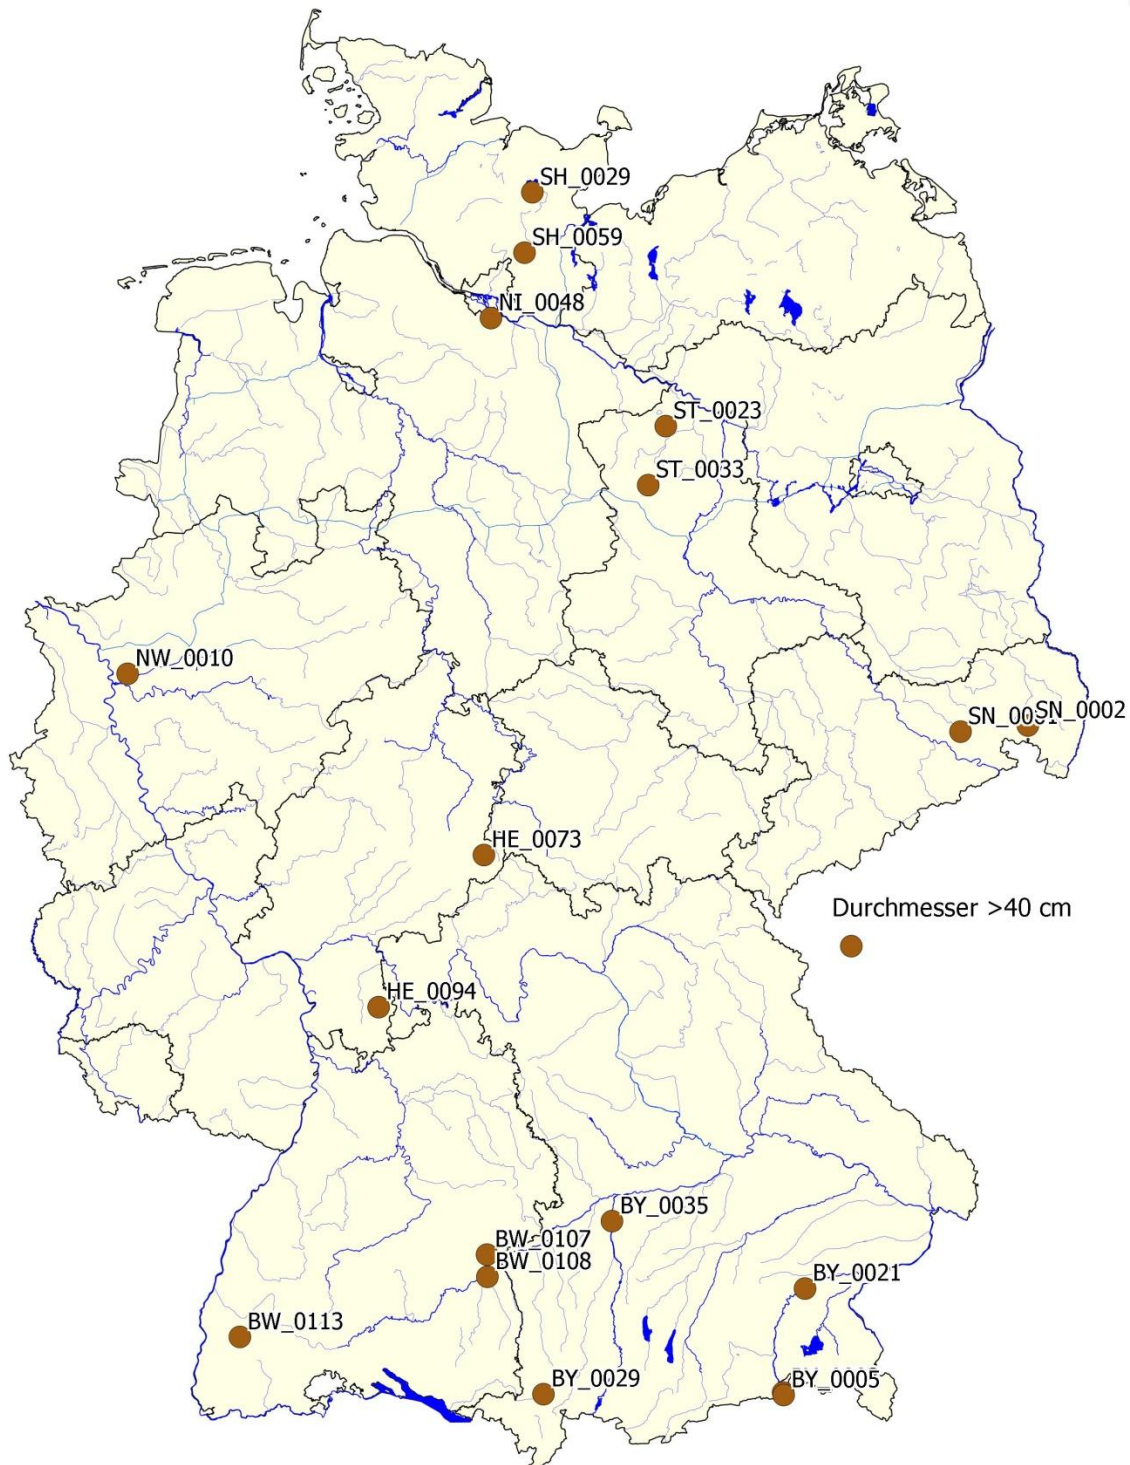 SH_0029
SH_0059
NI_0048
ST_0023
ST_0033
NW_0010
SN_0002
HE_0073
Durchmesser >40 cm
HE_0094
BY_0035
BW_0107
BW_0108
BY_0021
BW_0113
BY_0029
BY_0005